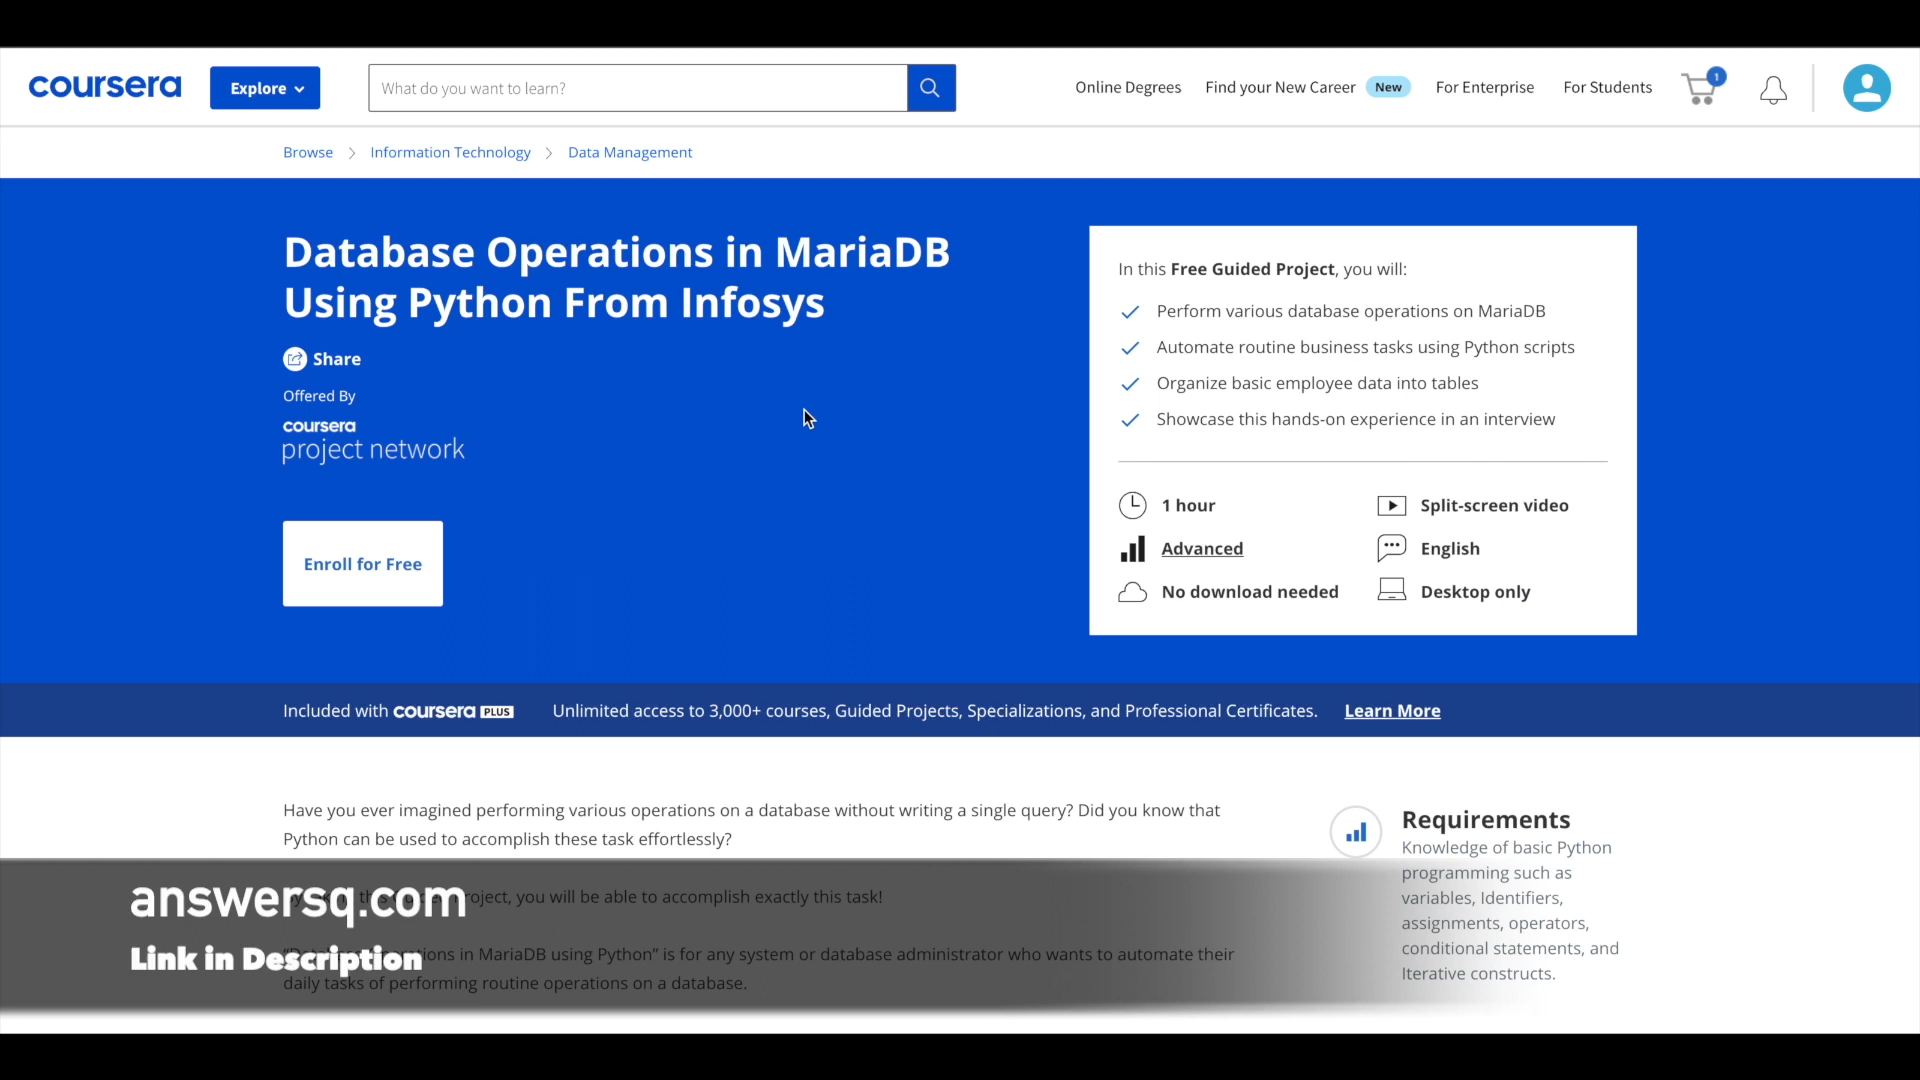 coursera
Explore
What do you want to learn?
Online Degrees
Find your New Career
New
For Enterprise
For Students
1
Browse
Information Technology
Data Management
Database Operations in MariaDB
Using Python From Infosys
Share
Offered By
coursera
project network
Enroll for Free
In this Free Guided Project, you will:
Perform various database operations on MariaDB
Automate routine business tasks using Python scripts
Organize basic employee data into tables
Showcase this hands-on experience in an interview
1 hour
Split-screen video
Advanced
English
No download needed
Desktop only
Included with coursera PLUS
Unlimited access to 3,000+ courses, Guided Projects, Specializations, and Professional Certificates.
Learn More
Have you ever imagined performing various operations on a database without writing a single query? Did you know that
Python can be used to accomplish these task effortlessly?
you will be able to accomplish exactly this task!
in MariaDB using Python” is for any system or database administrator who wants to automate their
daily tasks of performing routine operations on a database.
Requirements
Knowledge of basic Python
programming such as
variables, Identifiers,
assignments, operators,
conditional statements, and
Iterative constructs.
answersq.com
Link in Description